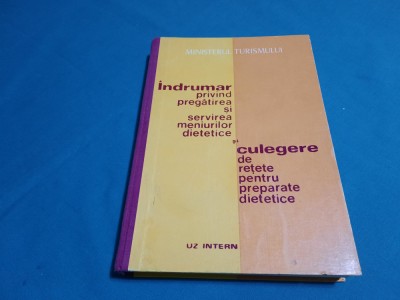 MINISTERUL TURISMULUI
îndrumar
privind
pregătirea
și
servirea
meniurilor
dietetice
și
culegere
de
rețete
pentru
preparate
dietetice
UZ INTERN